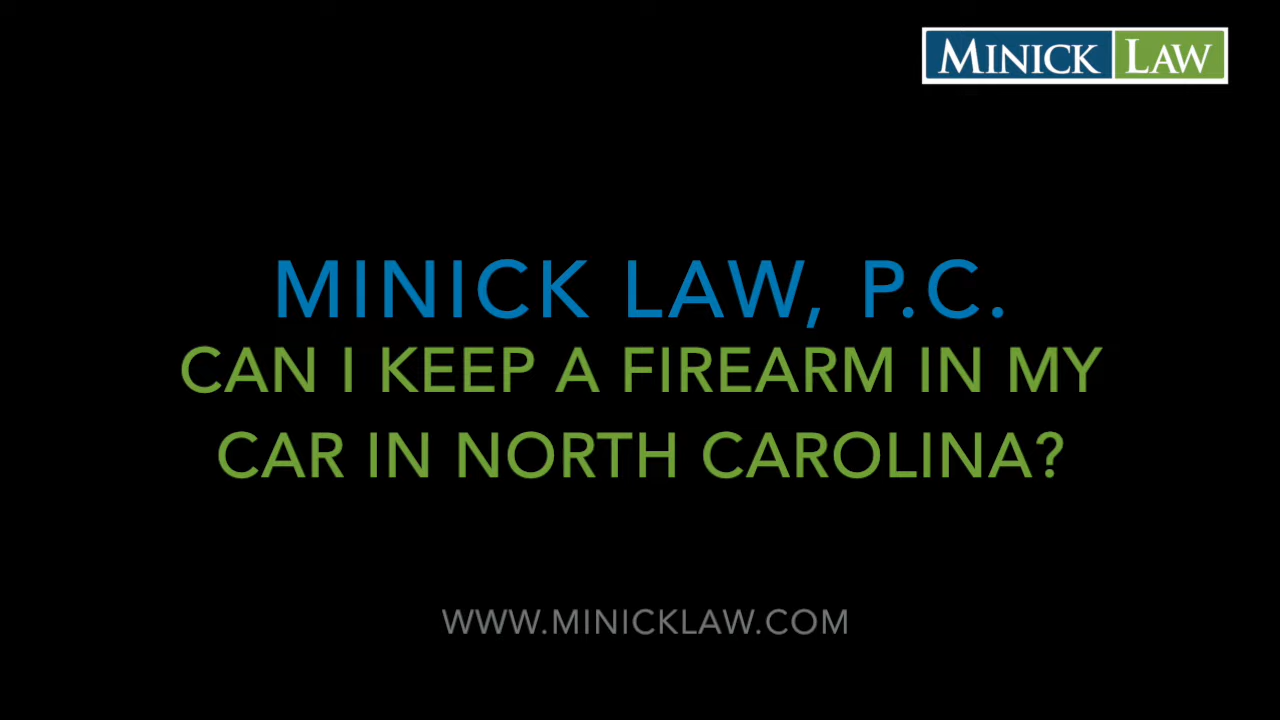 MINICK LAW
MINICK LAW, P.C.
CAN I KEEP A FIREARM IN MY
CAR IN NORTH CAROLINA?
WWW.MINICKLAW.COM